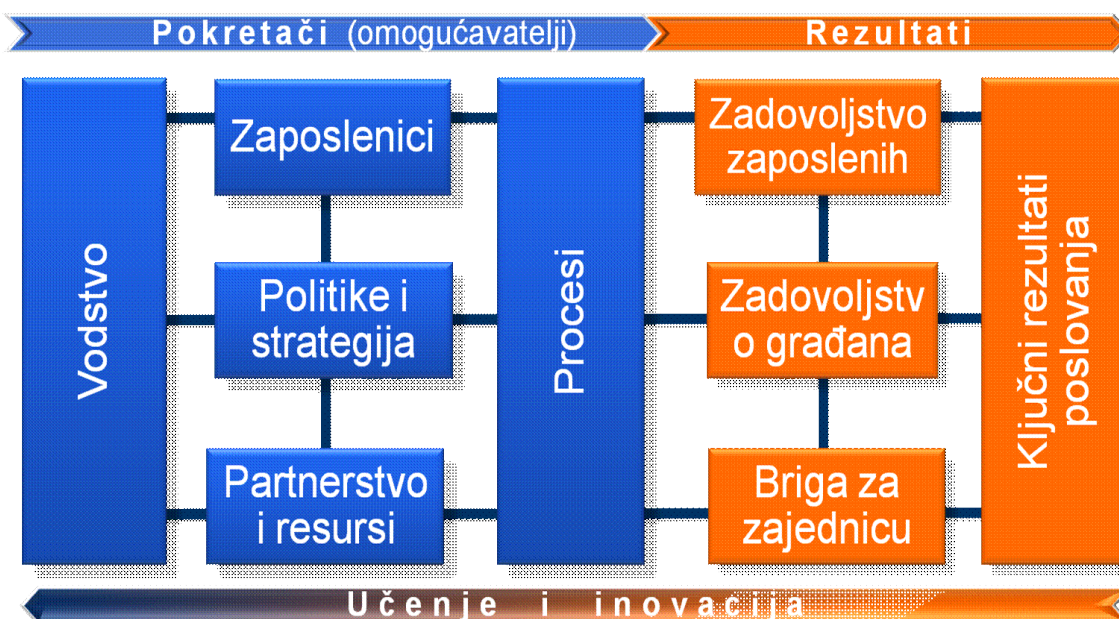 Pokretači (omogućavatelji)
Rezultati
Vodstvo
Zaposlenici
Politike i
strategija
Partnerstvo
i resursi
Procesi
Zadovoljstvo
zaposlenih
Zadovoljstv
o građana
Briga za
zajednicu
Ključni rezultati
poslovanja
Učenje i inovacija